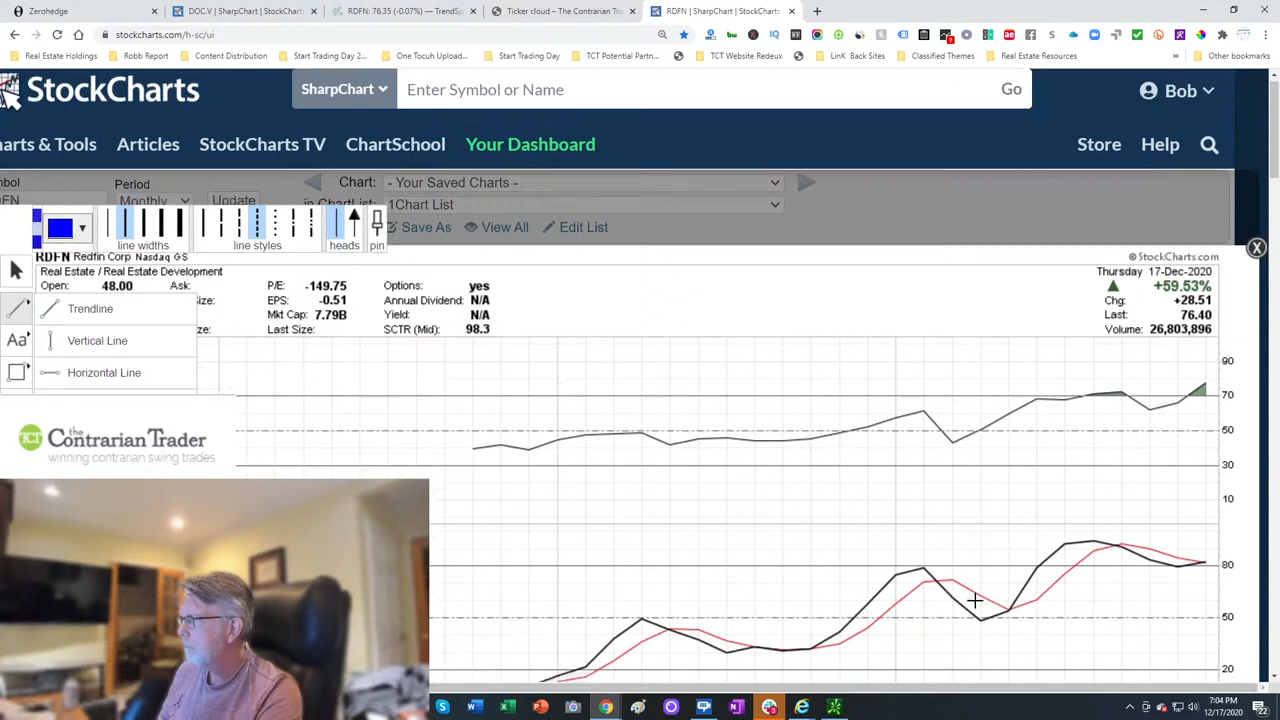 Zerohedge
DOC.V | SharpChart | StockCharts
RDFN: 76.35 (-0.07%) — TrendSp
Ticker cloud – The Contrarian Tr
RDFN | SharpChart | StockCharts
stockcharts.com/h-sc/ui
Real Estate Holdings
Robb Report
Content Distribution
Start Trading Day 2...
One Tocuh Upload...
Start Trading Day
TCT Potential Partn...
TCT Website Redeux
LinK Back Sites
Classified Themes
Real Estate Resources
Other bookmarks
StockCharts
SharpChart
Enter Symbol or Name
Go
Bob
arts & Tools
Articles
StockCharts TV
ChartSchool
Your Dashboard
Store
Help
Period
Chart:
- Your Saved Charts -
Monthly
Update
in ChartList:
1Chart List
Save As
View All
Edit List
line widths
line styles
heads
pin
RDFN Redfin Corp Nasdaq GS
© StockCharts.com
Real Estate / Real Estate Development
Thursday 17-Dec-2020
Open: 48.00
Ask:
P/E: -149.75
Options: yes
+59.53%
EPS: -0.51
Annual Dividend: N/A
Chg: +28.51
Mkt Cap: 7.79B
Yield: N/A
Last: 76.40
Last Size:
SCTR (Mid): 98.3
Volume: 26,803,896
Trendline
Vertical Line
Horizontal Line
Aa
90
70
50
30
10
80
50
20
TCT
the Contrarian Trader
winning contrarian swing trades
7:04 PM
12/17/2020
22